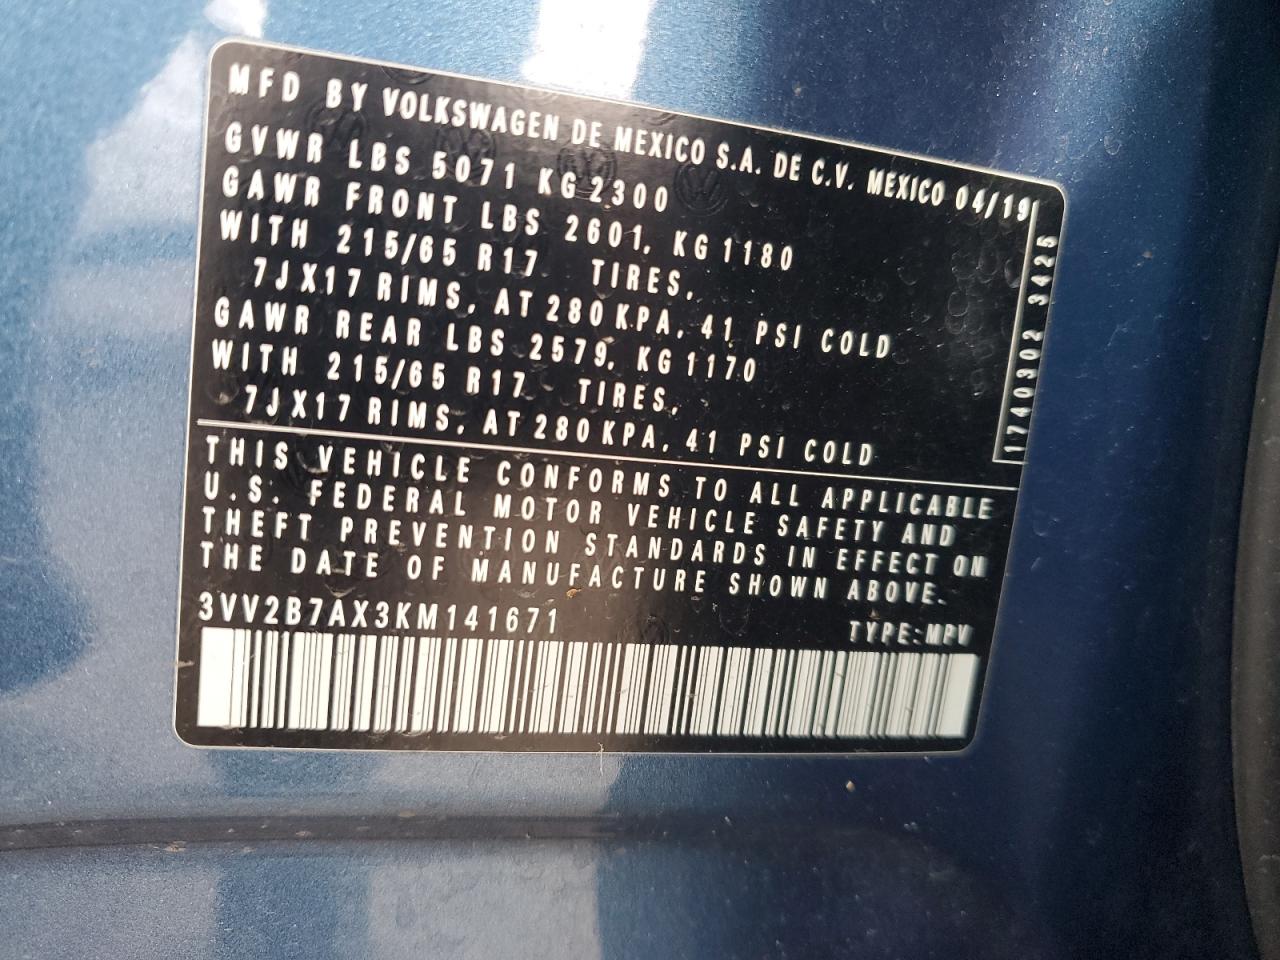 MFD BY VOLKSWAGEN DE MEXICO S.A. DE C.V. MEXICO 04/19
GVWR LBS 5071 KG 2300
GAWR FRONT LBS 2601, KG 1180
WITH 215/65 R17 TIRES,
7JX17 RIMS, AT 280 KPA, 41 PSI COLD
GAWR REAR LBS 2579, KG 1170
WITH 215/65 R17 TIRES,
7JX17 RIMS, AT 280 KPA, 41 PSI COLD
1740302 3425
THIS VEHICLE CONFORMS TO ALL APPLICABLE
U.S. FEDERAL MOTOR VEHICLE SAFETY AND
THEFT PREVENTION STANDARDS IN EFFECT ON
THE DATE OF MANUFACTURE SHOWN ABOVE.
3VV2B7AX3KM141671 TYPE:MPV